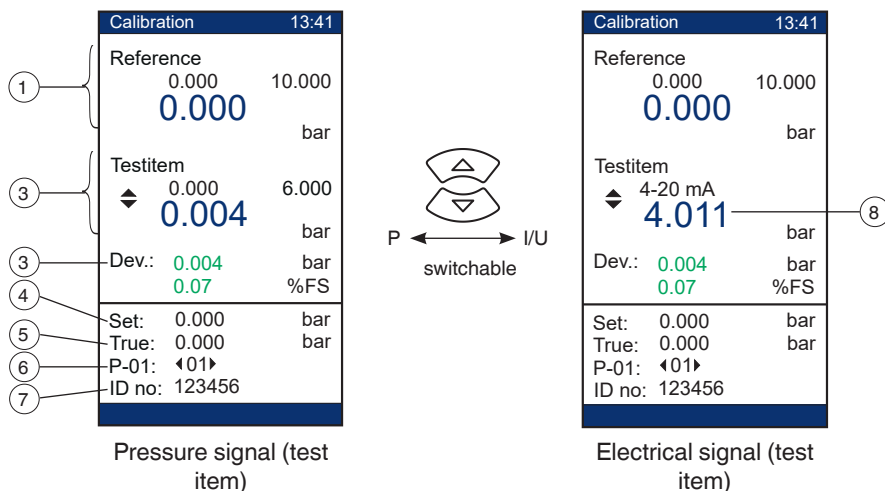 Calibration 13:41
Reference
0.000 10.000
0.000
bar
Testitem
0.000 6.000
0.004
bar
Dev.: 0.004 bar
0.07 %FS
Set: 0.000 bar
True: 0.000 bar
P-01: 01
ID no: 123456
1
3
3
4
5
6
7
Pressure signal (test
item)
P I/U
switchable
Calibration 13:41
Reference
0.000 10.000
0.000
bar
Testitem
4-20 mA
4.011
bar
Dev.: 0.004 bar
0.07 %FS
Set: 0.000 bar
True: 0.000 bar
P-01: 01
ID no: 123456
8
Electrical signal (test
item)